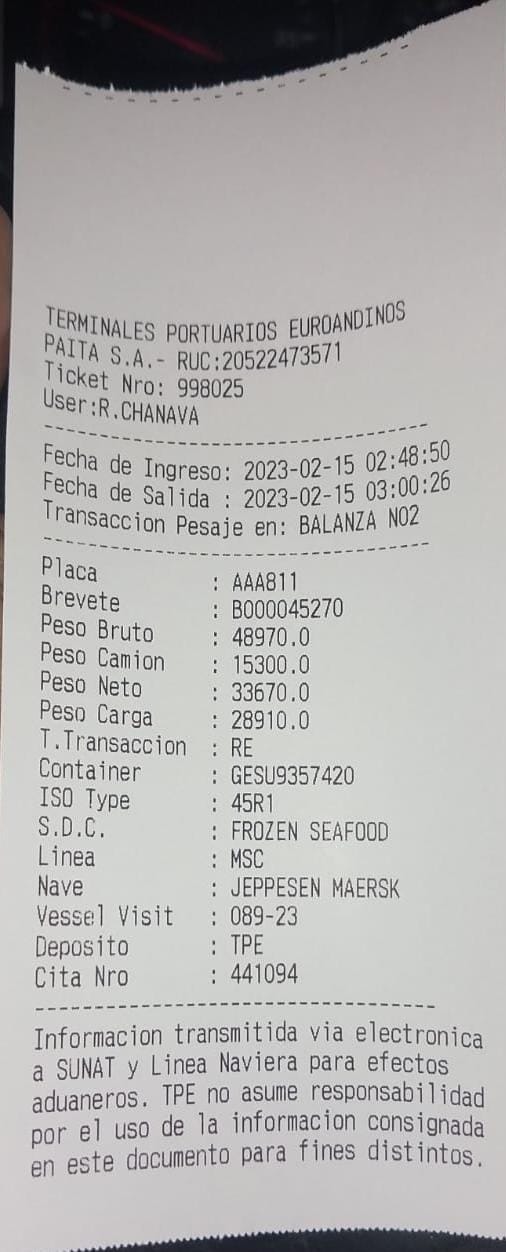 TERMINALES PORTUARIOS EUROANDINOS
PAITA S.A.- RUC:20522473571
Ticket Nro: 998025
User:R.CHANAVA
Fecha de Ingreso: 2023-02-15 02:48:50
Fecha de Salida : 2023-02-15 03:00:26
Transaccion Pesaje en: BALANZA NO2
Placa : AAA811
Brevete : B000045270
Peso Bruto : 48970.0
Peso Camion : 15300.0
Peso Neto : 33670.0
Peso Carga : 28910.0
T.Transaccion : RE
Container : GESU9357420
ISO Type : 45R1
S.D.C. : FROZEN SEAFOOD
Linea : MSC
Nave : JEPPESEN MAERSK
Vessel Visit : 089-23
Deposito : TPE
Cita Nro : 441094
Informacion transmitida via electronica
a SUNAT y Linea Naviera para efectos
aduaneros. TPE no asume responsabilidad
por el uso de la informacion consignada
en este documento para fines distintos.